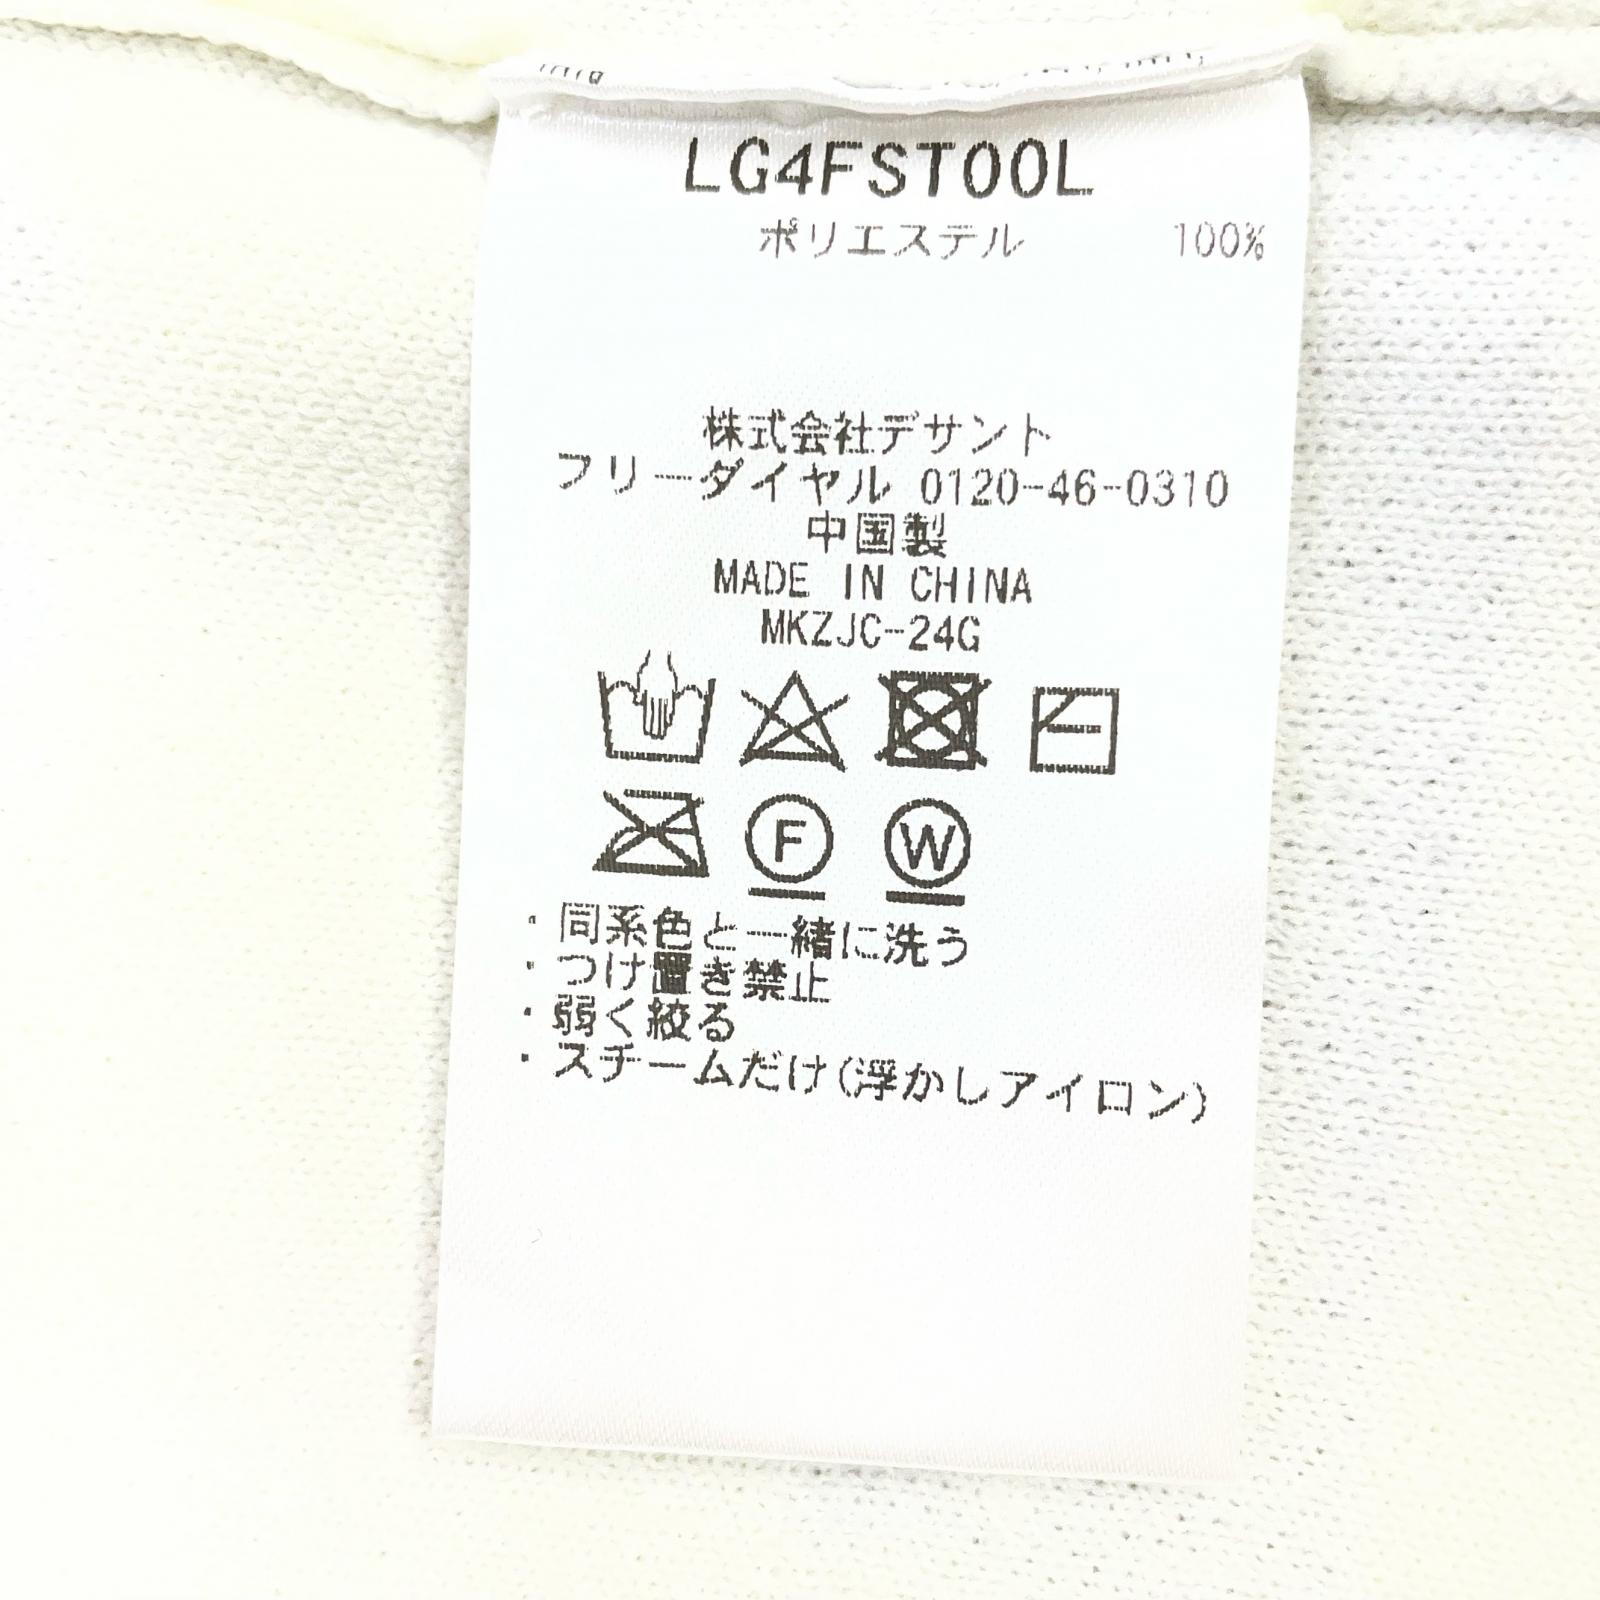 LG4FST00L
ポリエステル 100%
株式会社デサント
フリーダイヤル 0120-46-0310
中国製
MADE IN CHINA
MKZJC-24G
F W
・同系色と一緒に洗う
・つけ置き禁止
・弱く絞る
・スチームだけ(浮かしアイロン)